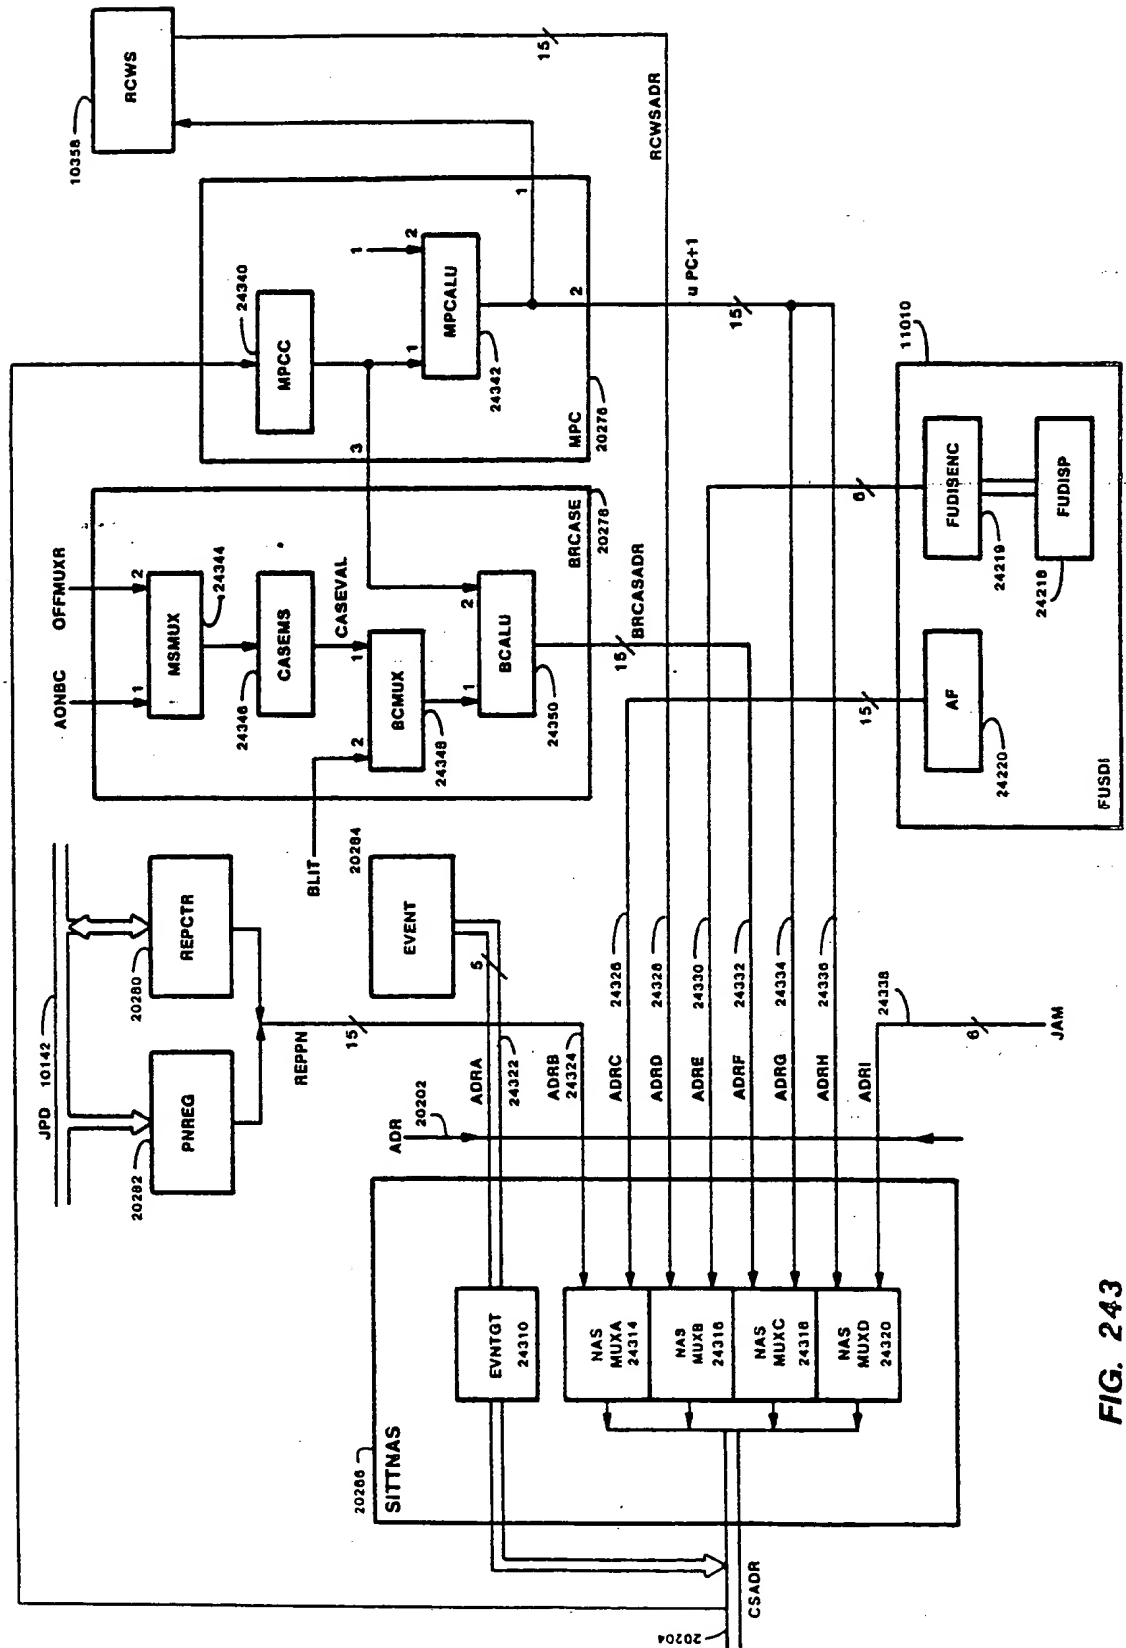 JPD 10142
PNREG
20282
REPCTR
20280
REPPN
15
AONBC
OFFMUXR
1
2
MSMUX
24344
CASEMS
24346
CASEVAL
BLIT
2
1
BCMUX
24348
1
2
BCALU
24350
BRCASE
20278
15
BRCASADR
MPCC
24340
3
1
1
2
MPCALU
24342
MPC
20276
1
2
u PC+1
15
RCWS
10358
15
RCWSADR
EVENT
20284
5
ADR
20202
ADRA
24322
ADRB
24324
ADRC
24326
ADRD
24328
ADRE
24330
ADRF
24332
ADRG
24334
ADRH
24336
ADRI
24338
6
JAM
15
6
11010
AF
24220
FUDISENC
24219
FUDISP
24218
FUSDI
20286
SITTNAS
EVNTGT
24310
NAS
MUXA
24314
NAS
MUXB
24316
NAS
MUXC
24318
NAS
MUXD
24320
CSADR
20204
FIG. 243